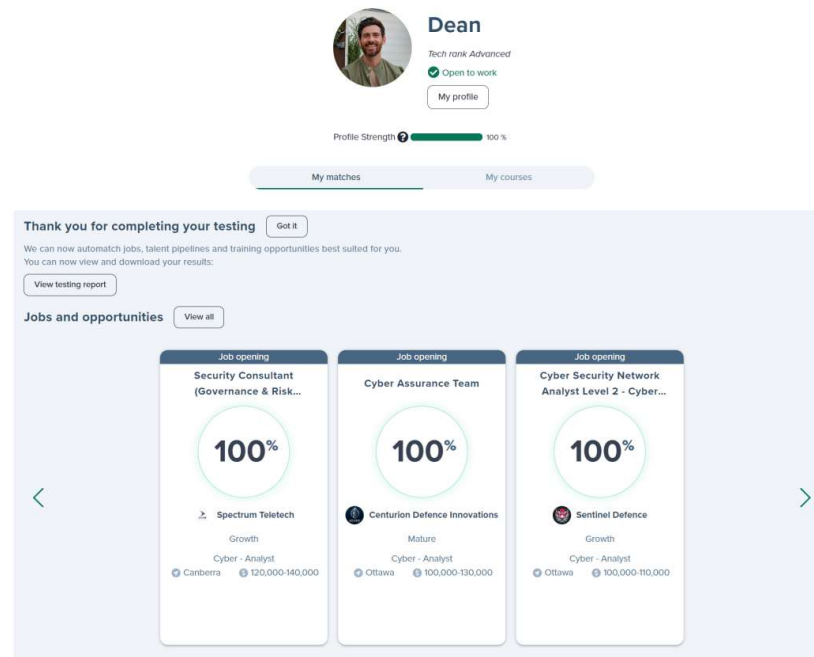 Dean
Tech rank Advanced
Open to work
My profile
Profile Strength ? 100 %
My matches
My courses
Thank you for completing your testing
Got it
We can now automatch jobs, talent pipelines and training opportunities best suited for you.
You can now view and download your results:
View testing report
Jobs and opportunities
View all
Job opening
Security Consultant
(Governance & Risk...
100%
Spectrum Teletech
Growth
Cyber - Analyst
Canberra
$ 120,000-140,000
Job opening
Cyber Assurance Team
100%
Centurion Defence Innovations
Mature
Cyber - Analyst
Ottawa
$ 100,000-130,000
Job opening
Cyber Security Network
Analyst Level 2 - Cyber...
100%
Sentinel Defence
Growth
Cyber - Analyst
Ottawa
$ 100,000-110,000